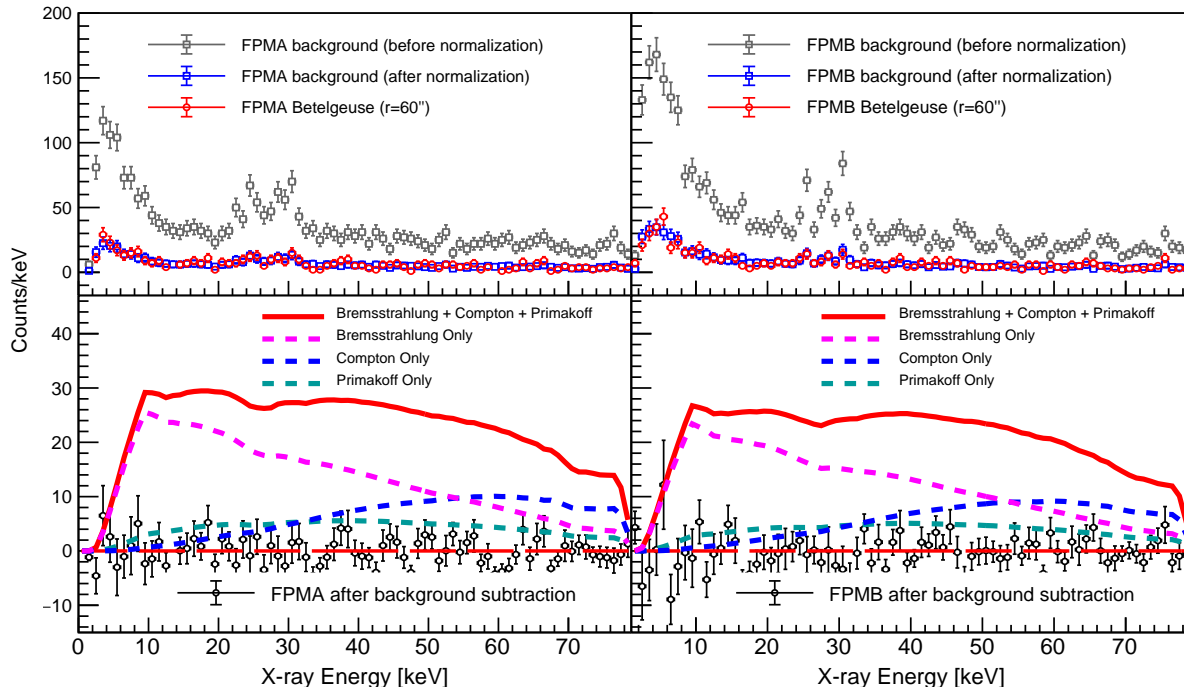 200
150
100
50
0
Counts/keV
FPMA background (before normalization)
FPMA background (after normalization)
FPMA Betelgeuse (r=60")
FPMB background (before normalization)
FPMB background (after normalization)
FPMB Betelgeuse (r=60")
40
30
20
10
0
−10
Bremsstrahlung + Compton + Primakoff
Bremsstrahlung Only
Compton Only
Primakoff Only
FPMA after background subtraction
Bremsstrahlung + Compton + Primakoff
Bremsstrahlung Only
Compton Only
Primakoff Only
FPMB after background subtraction
0 10 20 30 40 50 60 70
10 20 30 40 50 60 70
X-ray Energy [keV]
X-ray Energy [keV]